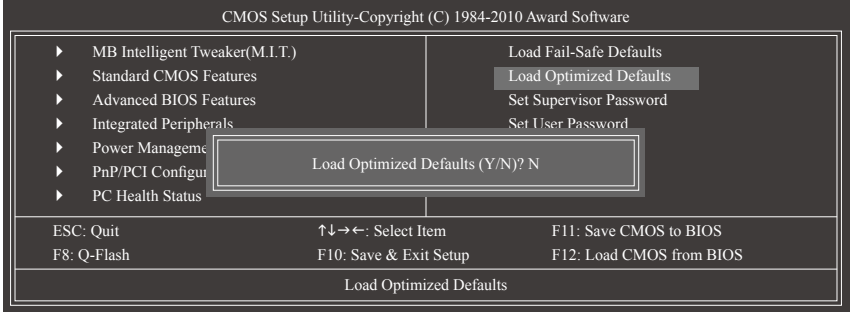 CMOS Setup Utility-Copyright (C) 1984-2010 Award Software
MB Intelligent Tweaker(M.I.T.)
Standard CMOS Features
Advanced BIOS Features
Integrated Peripherals
Power Manageme
PnP/PCI Configur
PC Health Status
Load Fail-Safe Defaults
Load Optimized Defaults
Set Supervisor Password
Set User Password
Load Optimized Defaults (Y/N)? N
ESC: Quit ↑↓→←: Select Item F11: Save CMOS to BIOS
F8: Q-Flash F10: Save & Exit Setup F12: Load CMOS from BIOS
Load Optimized Defaults